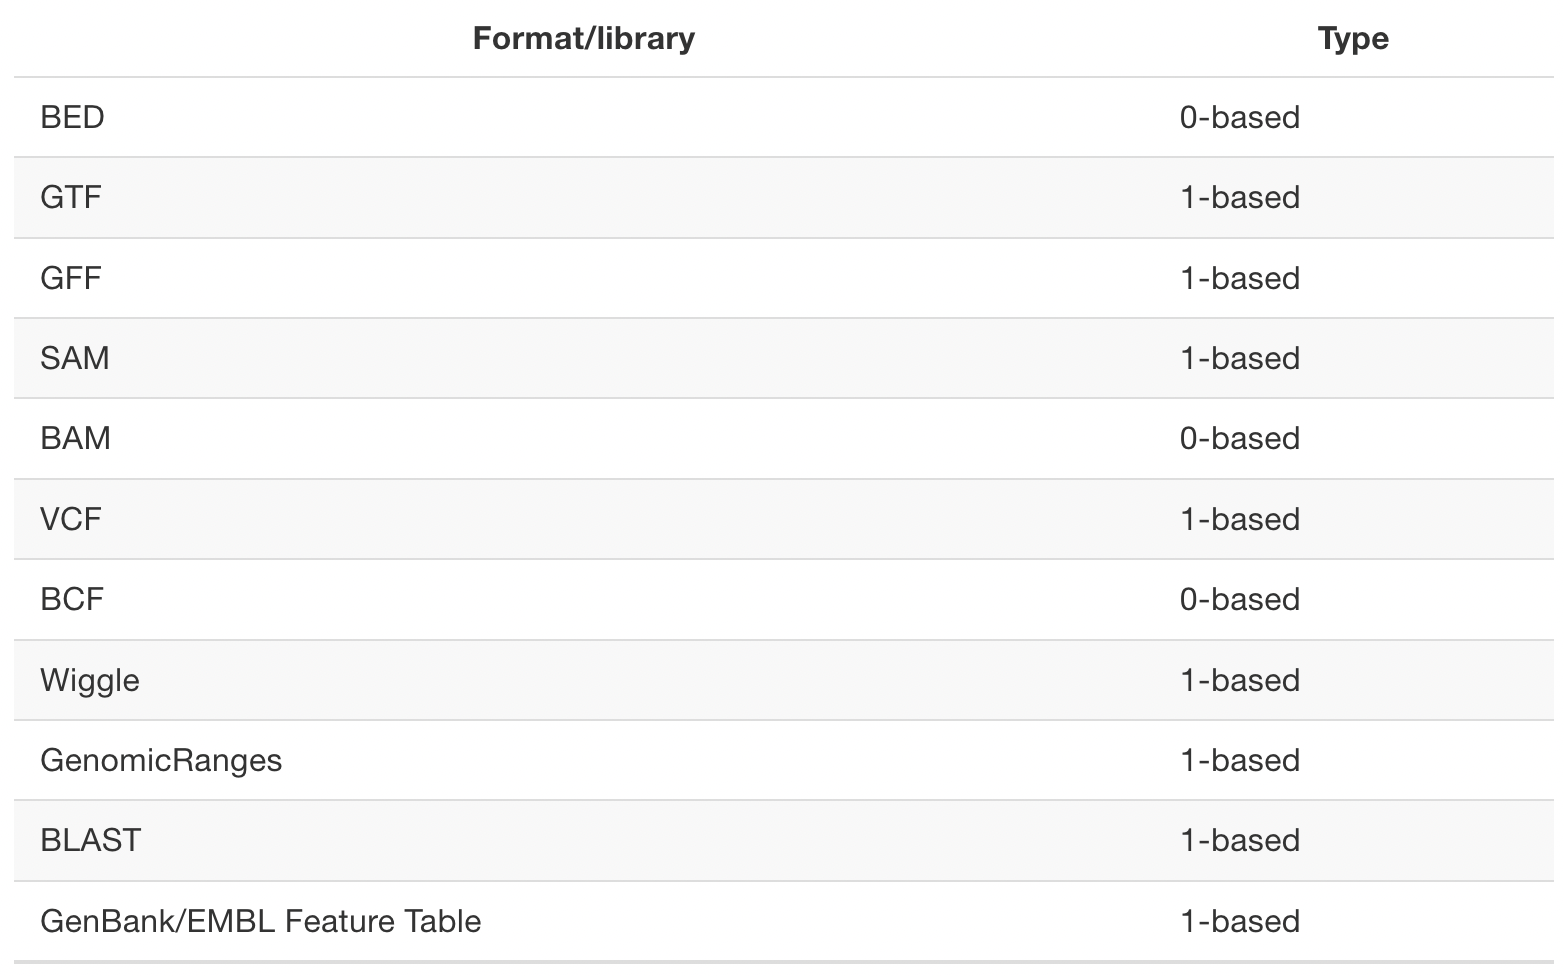 Format/library Type
BED 0-based
GTF 1-based
GFF 1-based
SAM 1-based
BAM 0-based
VCF 1-based
BCF 0-based
Wiggle 1-based
GenomicRanges 1-based
BLAST 1-based
GenBank/EMBL Feature Table 1-based